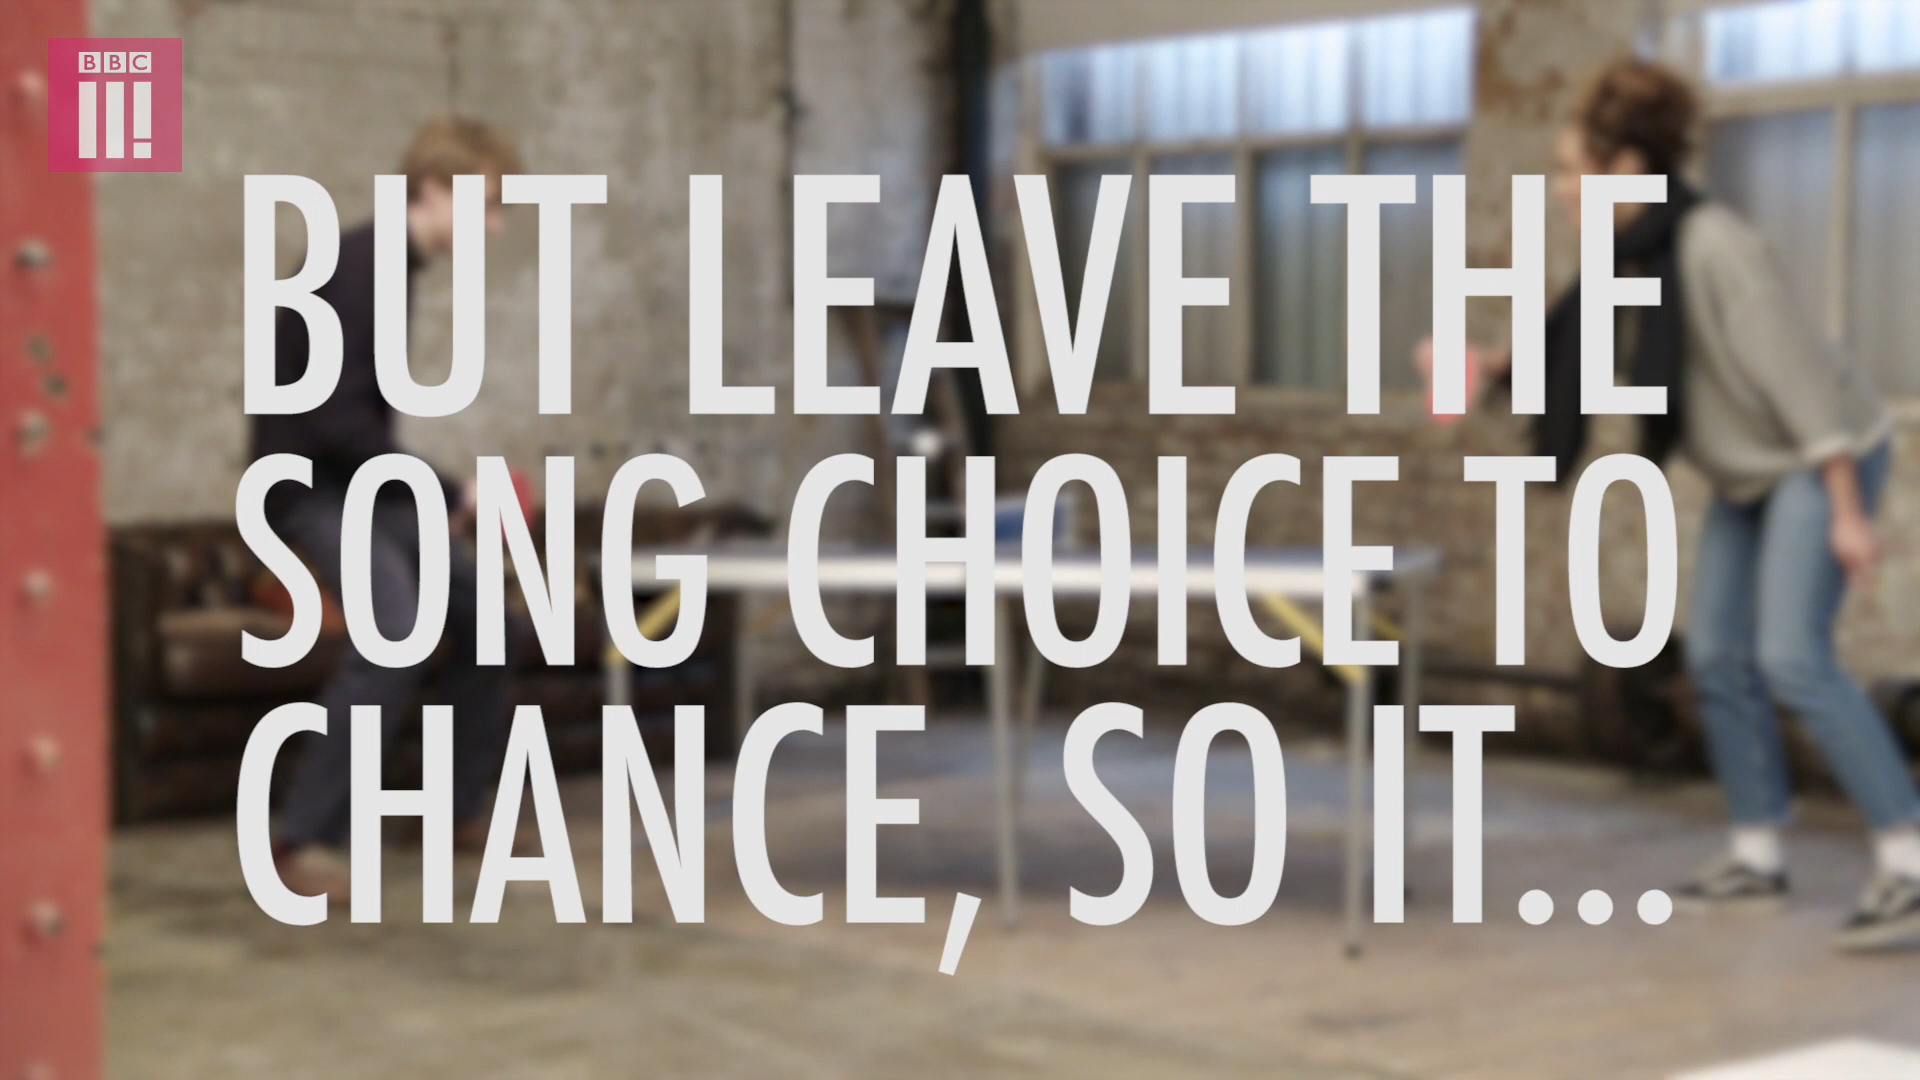 BBC
BUT LEAVE THE
SONG CHOICE TO
CHANCE, SO IT...